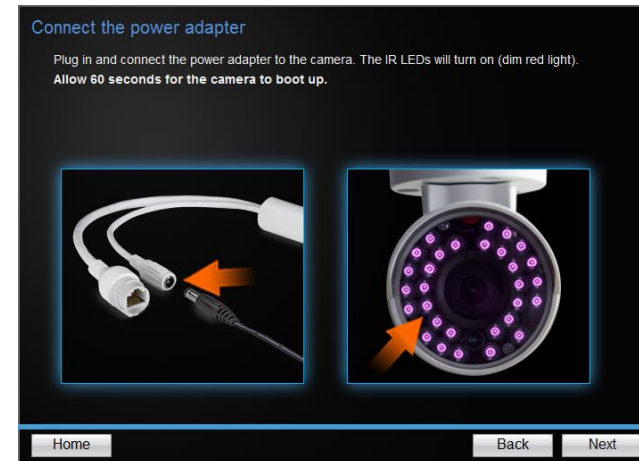 Connect the power adapter
Plug in and connect the power adapter to the camera. The IR LEDs will turn on (dim red light).
Allow 60 seconds for the camera to boot up.
Home
Back
Next